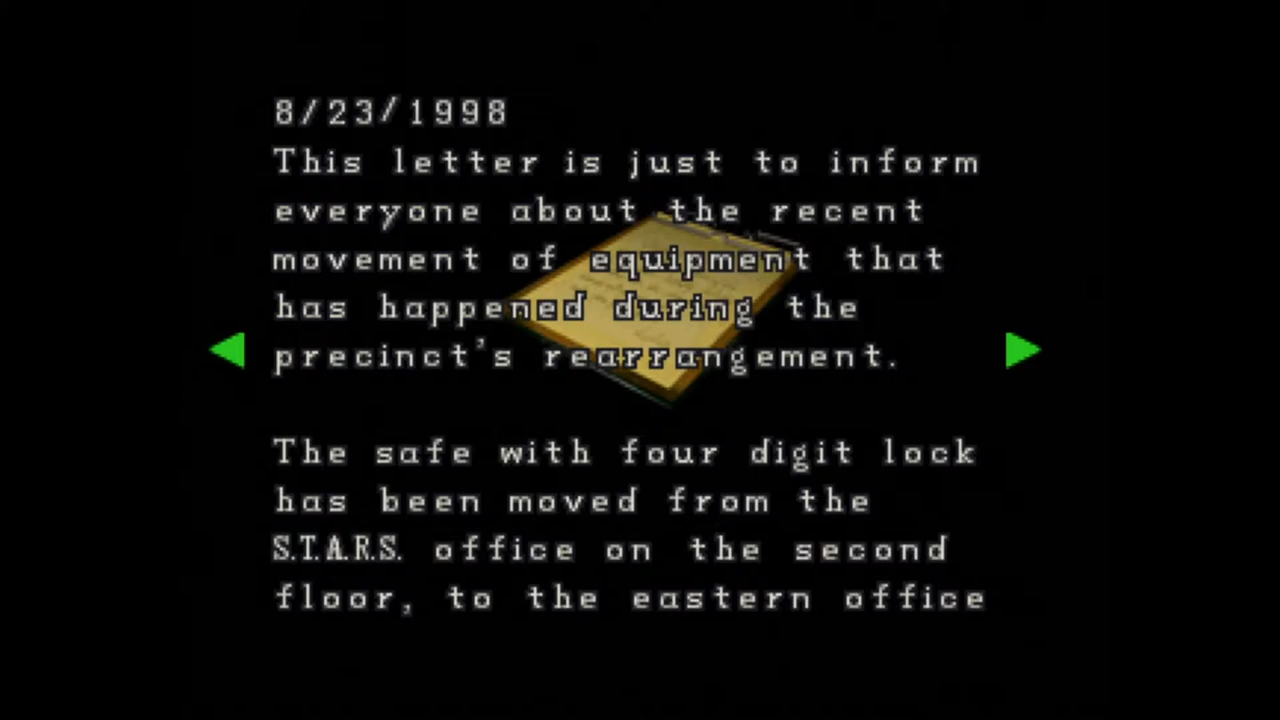 8/23/1998
This letter is just to inform
everyone about the recent
movement of equipment that
has happened during the
precinct's rearrangement.
The safe with four digit lock
has been moved from the
S.T.A.R.S. office on the second
floor, to the eastern office